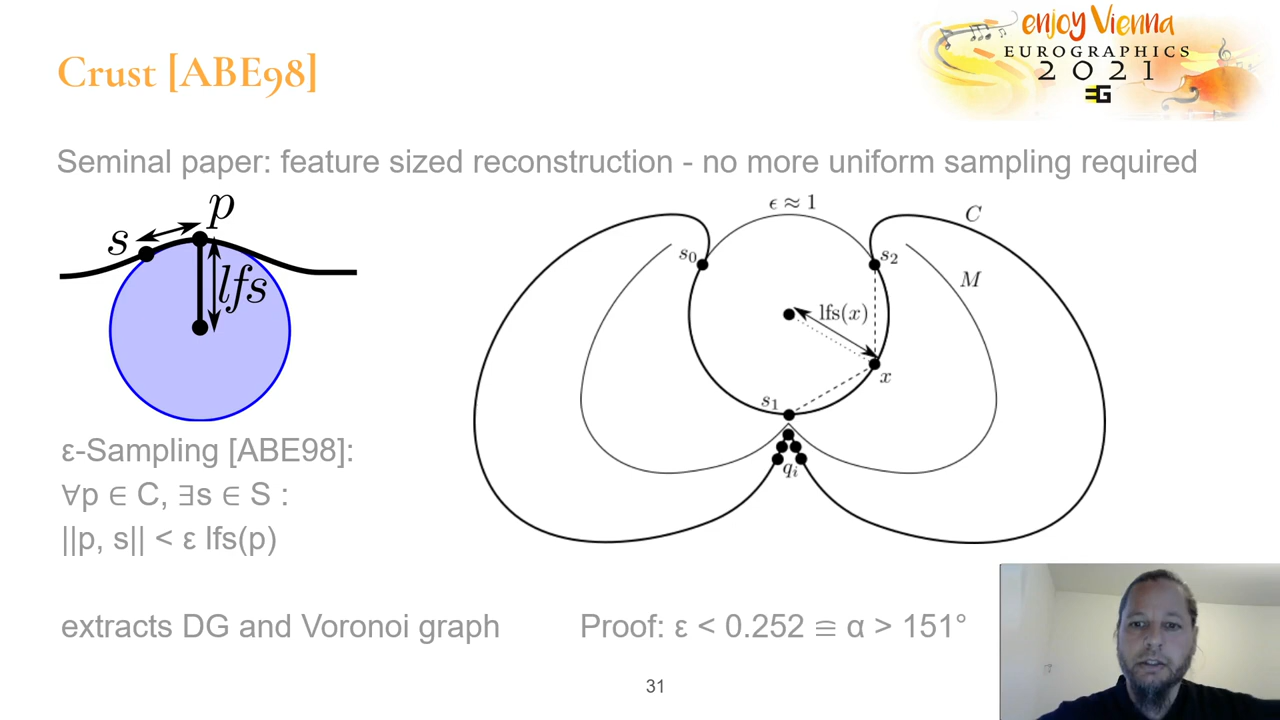 Crust [ABE98]
enjoy Vienna
EUROGRAPHICS
2021
EG
Seminal paper: feature sized reconstruction - no more uniform sampling required
p
s
lfs
ϵ ≈ 1
C
s₀
s₂
M
lfs(x)
x
s₁
qᵢ
ε-Sampling [ABE98]:
∀p ∈ C, ∃s ∈ S :
||p, s|| < ε lfs(p)
extracts DG and Voronoi graph
Proof: ε < 0.252 ≘ α > 151°
31